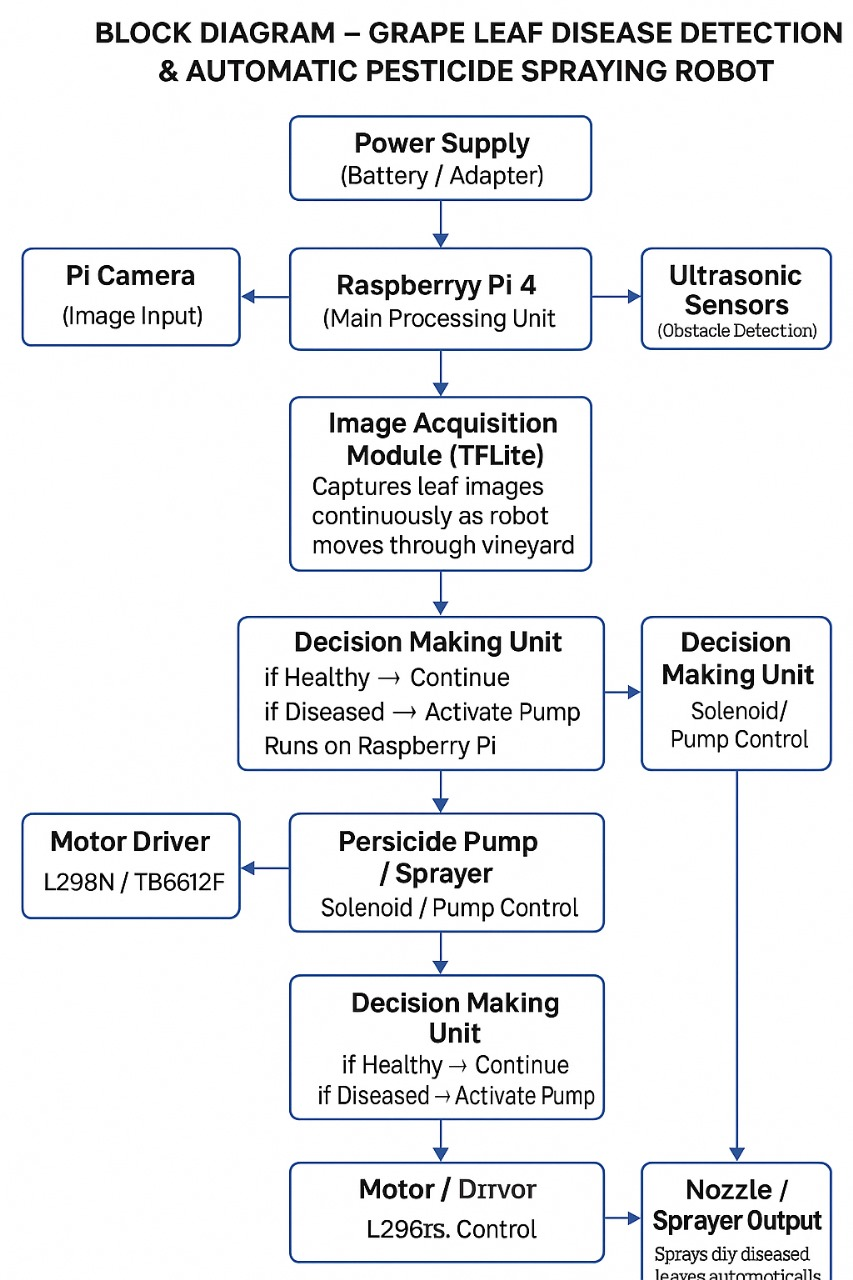 BLOCK DIAGRAM – GRAPE LEAF DISEASE DETECTION
& AUTOMATIC PESTICIDE SPRAYING ROBOT
Power Supply
(Battery / Adapter)
Pi Camera
(Image Input)
Raspberryy Pi 4
(Main Processing Unit
Ultrasonic
Sensors
(Obstacle Detection)
Image Acquisition
Module (TFLite)
Captures leaf images
continuously as robot
moves through vineyard
Decision Making Unit
if Healthy → Continue
if Diseased → Activate Pump
Runs on Raspberry Pi
Decision
Making Unit
Solenoid/
Pump Control
Motor Driver
L298N / TB6612F
Persicide Pump
/ Sprayer
Solenoid / Pump Control
Decision Making
Unit
if Healthy → Continue
if Diseased → Activate Pump
Motor / Drrvor
L296rs. Control
Nozzle /
Sprayer Output
Sprays diy diseased
leaves automoticalls